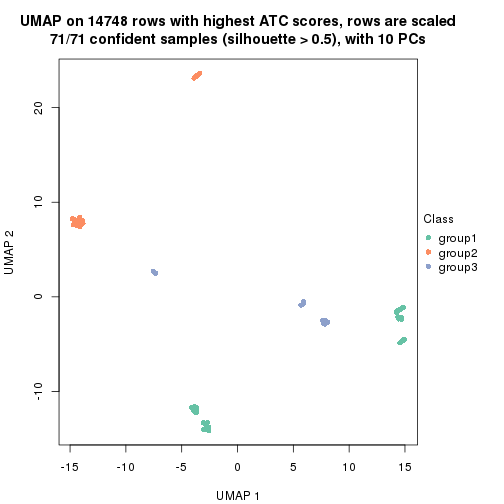 UMAP on 14748 rows with highest ATC scores, rows are scaled
71/71 confident samples (silhouette > 0.5), with 10 PCs
UMAP 2
20
10
0
-10
-15
-10
-5
0
5
10
15
UMAP 1
Class
group1
group2
group3